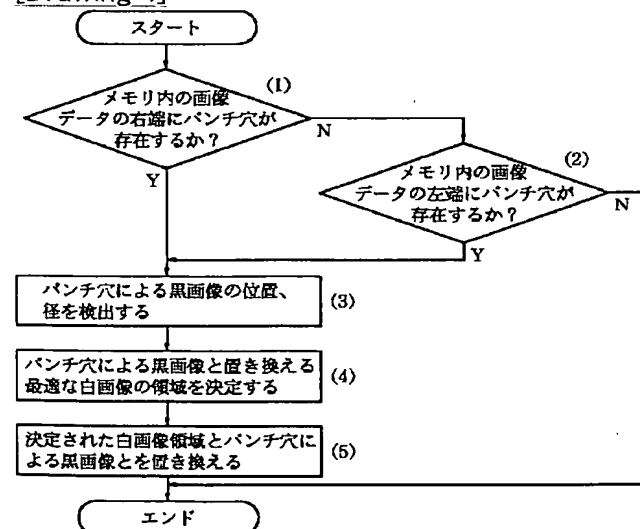 スタート
(1)
メモリ内の画像
データの右端にパンチ穴が
存在するか？
N
Y
(2)
メモリ内の画像
データの左端にパンチ穴が
存在するか？
N
Y
パンチ穴による黒画像の位置、
径を検出する
(3)
パンチ穴による黒画像と置き換える
最適な白画像の領域を決定する
(4)
決定された白画像領域とパンチ穴に
よる黒画像とを置き換える
(5)
エンド